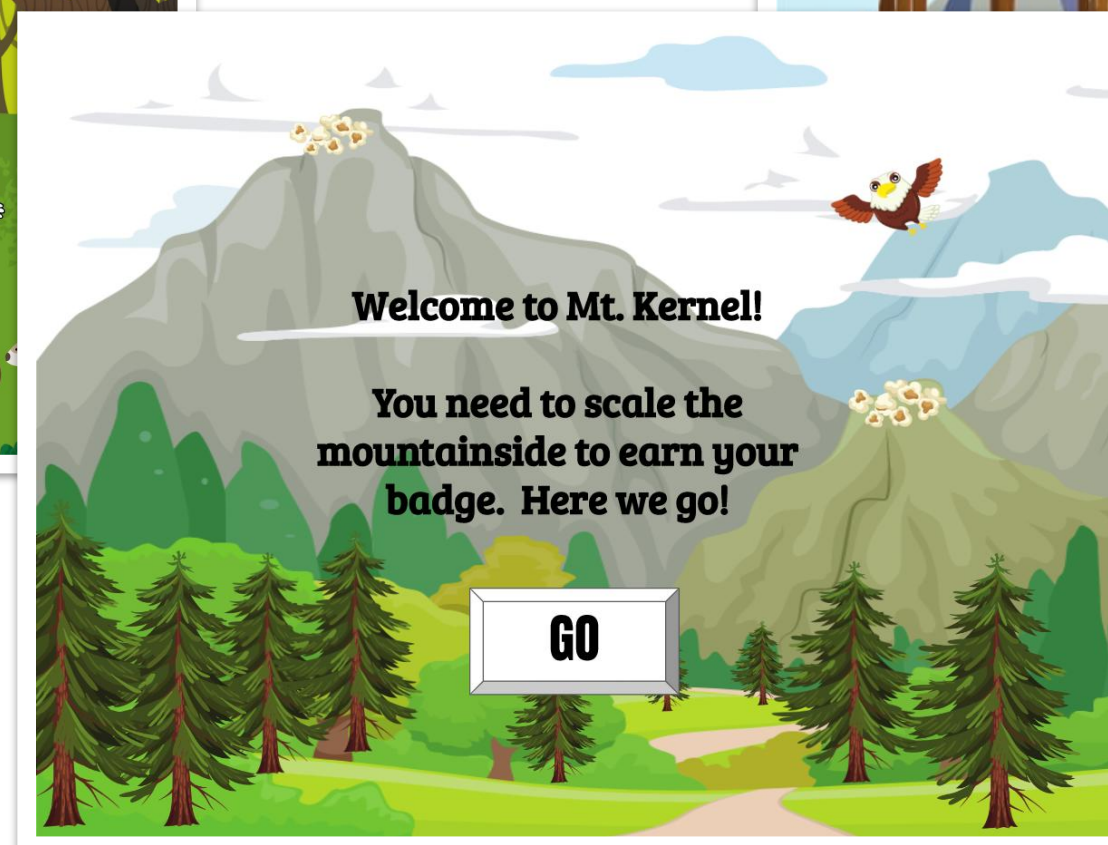 Welcome to Mt. Kernel!
You need to scale the
mountainside to earn your
badge.  Here we go!
GO